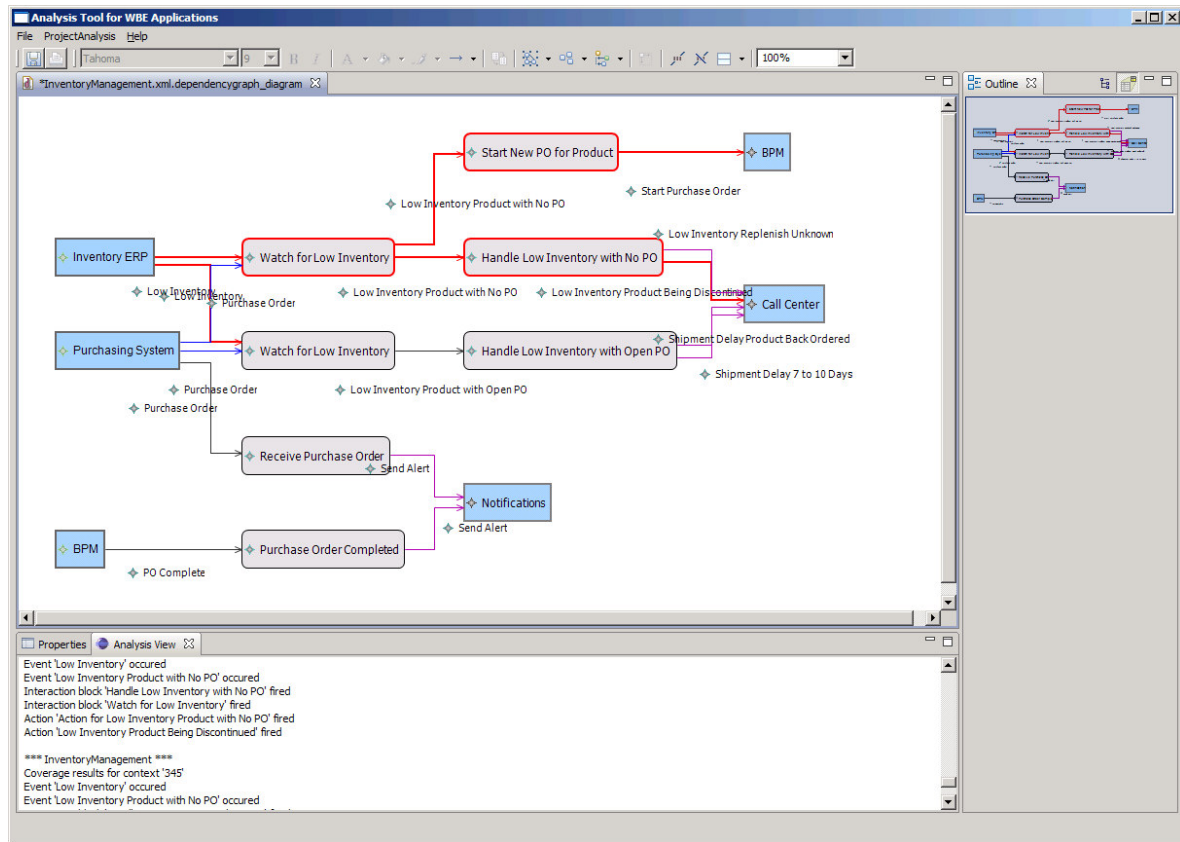 Analysis Tool for WBE Applications
File ProjectAnalysis Help
Tahoma 9 B I A 100%
*InventoryManagement.xml.dependencygraph_diagram
Outline
Start New PO for Product
BPM
Start Purchase Order
Low Inventory Product with No PO
Low Inventory Replenish Unknown
Inventory ERP
Watch for Low Inventory
Handle Low Inventory with No PO
Low Inventory
Low Inventory
Purchase Order
Low Inventory Product with No PO
Low Inventory Product Being Discontinued
Call Center
Purchasing System
Watch for Low Inventory
Handle Low Inventory with Open PO
Shipment Delay Product Back Ordered
Shipment Delay 7 to 10 Days
Purchase Order
Low Inventory Product with Open PO
Purchase Order
Receive Purchase Order
Send Alert
Notifications
Send Alert
BPM
Purchase Order Completed
PO Complete
Properties Analysis View
Event 'Low Inventory' occured
Event 'Low Inventory Product with No PO' occured
Interaction block 'Handle Low Inventory with No PO' fired
Interaction block 'Watch for Low Inventory' fired
Action 'Action for Low Inventory Product with No PO' fired
Action 'Low Inventory Product Being Discontinued' fired
*** InventoryManagement ***
Coverage results for context '345'
Event 'Low Inventory' occured
Event 'Low Inventory Product with No PO' occured